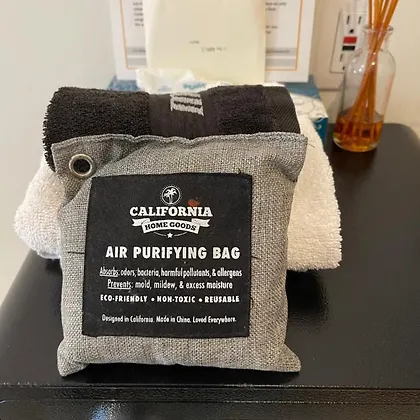 CALIFORNIA
HOME GOODS
AIR PURIFYING BAG
Absorbs: odors, bacteria, harmful pollutants, & allergens
Prevents: mold, mildew, & excess moisture
ECO-FRIENDLY • NON-TOXIC • REUSABLE
Designed in California. Made in China. Loved Everywhere.